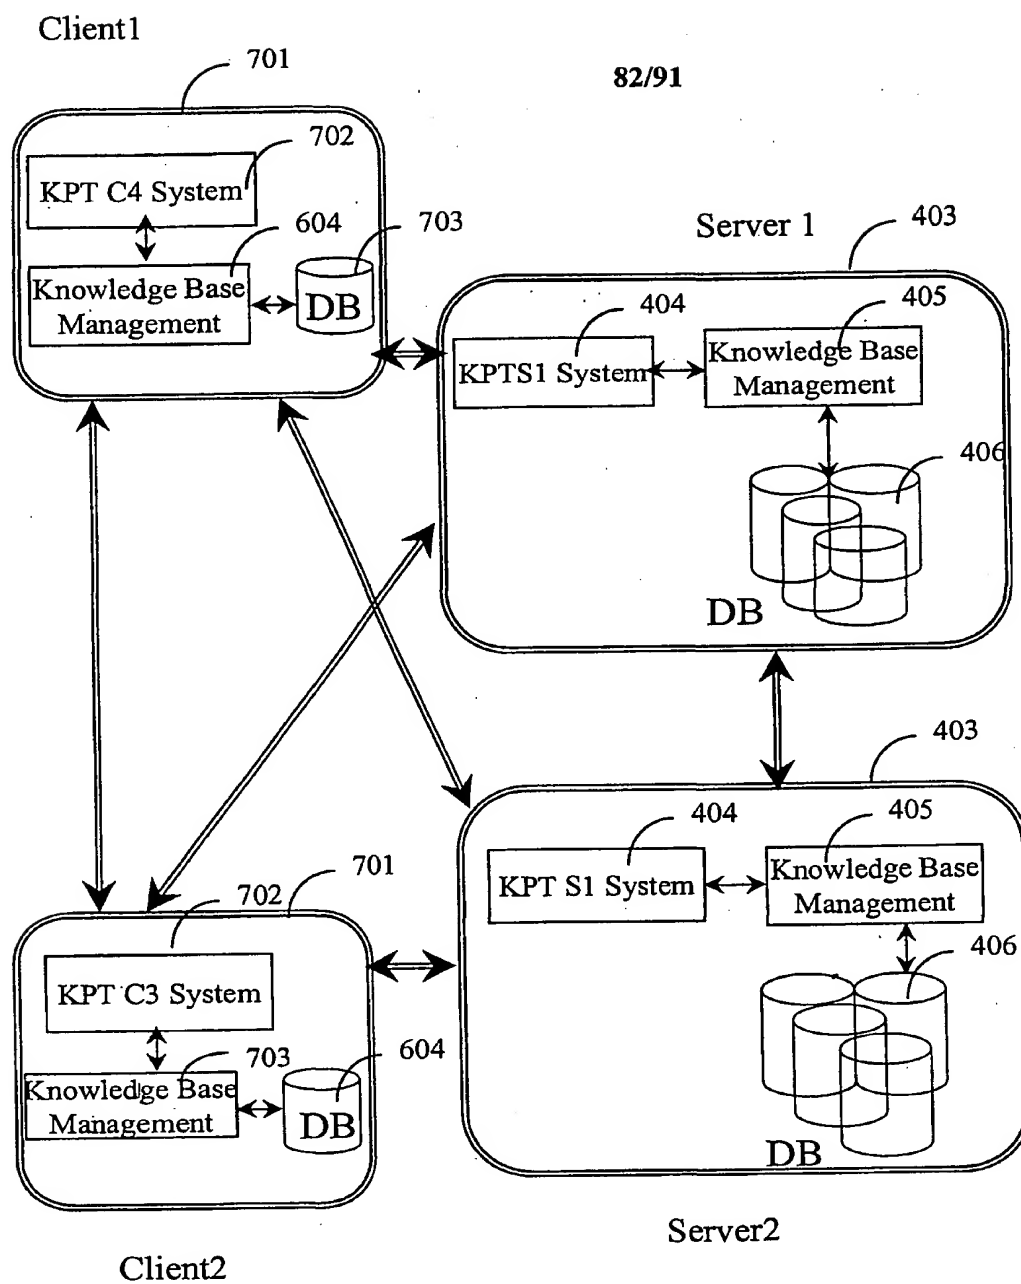 Client1
701
82/91
702
KPT C4 System
604
703
Knowledge Base
Management
DB
Server 1
403
404
405
KPTS1 System
Knowledge Base
Management
406
DB
403
404
405
KPT S1 System
Knowledge Base
Management
406
DB
Server2
701
702
KPT C3 System
703
604
Knowledge Base
Management
DB
Client2